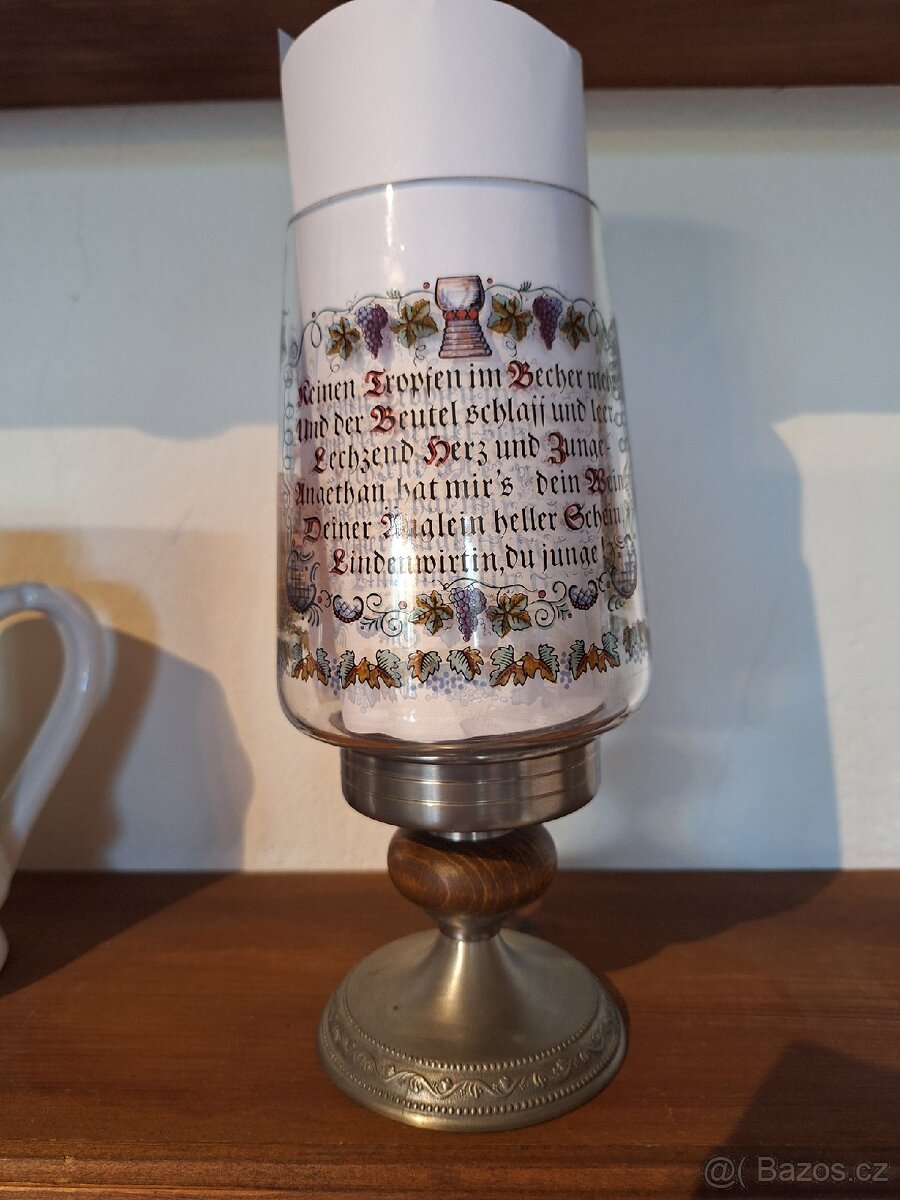 Keinen Tropfen im Becher mehr
Und der Beutel schlaff und leer
Lechzend Herz und Zunge-
Angethan hat mir's dein Wein
Deiner Äuglein heller Schein
Lindenwirtin, du junge!
@( Bazos.cz